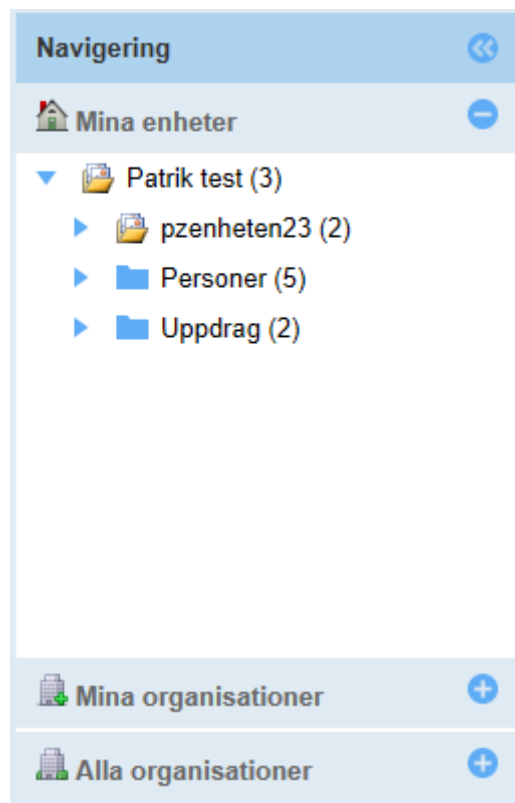 Navigering
Mina enheter
Patrik test (3)
pzenheten23 (2)
Personer (5)
Uppdrag (2)
Mina organisationer
Alla organisationer